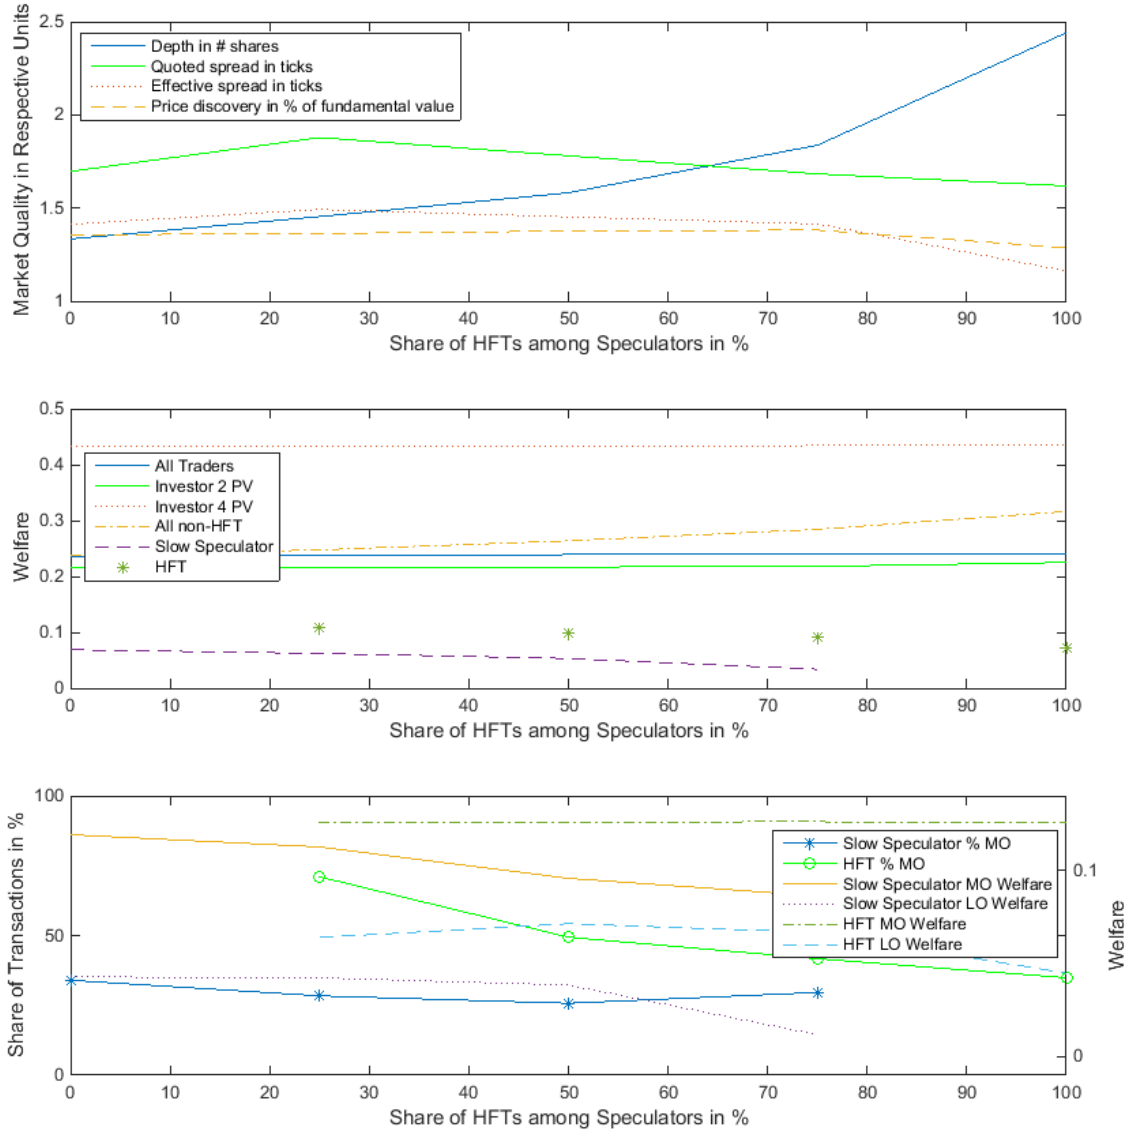 Market Quality in Respective Units
2.5
2
1.5
1
Depth in # shares
Quoted spread in ticks
Effective spread in ticks
Price discovery in % of fundamental value
0 10 20 30 40 50 60 70 80 90 100
Share of HFTs among Speculators in %
Welfare
0.5
0.4
0.3
0.2
0.1
0
All Traders
Investor 2 PV
Investor 4 PV
All non-HFT
Slow Speculator
HFT
0 10 20 30 40 50 60 70 80 90 100
Share of HFTs among Speculators in %
Share of Transactions in %
100
50
0
Slow Speculator % MO
HFT % MO
Slow Speculator MO Welfare
Slow Speculator LO Welfare
HFT MO Welfare
HFT LO Welfare
0.1
0
Welfare
0 10 20 30 40 50 60 70 80 90 100
Share of HFTs among Speculators in %